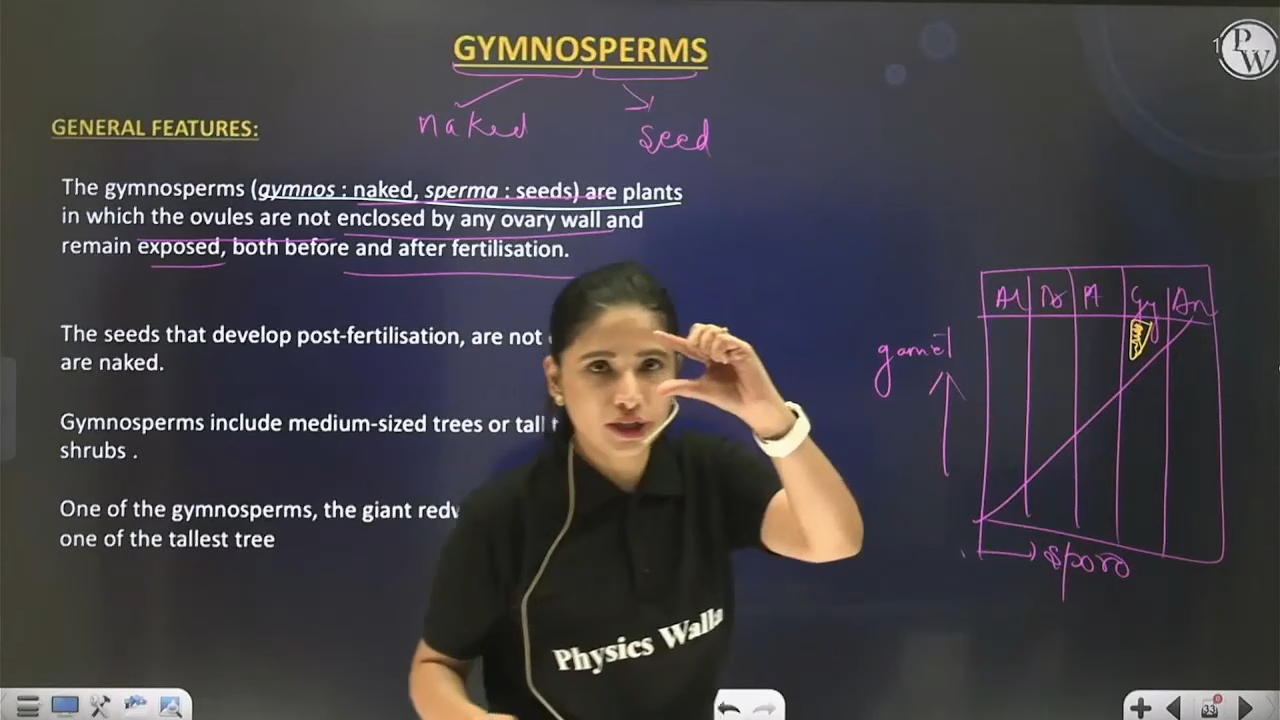 GYMNOSPERMS
naked
seed
GENERAL FEATURES:
The gymnosperms (gymnos : naked, sperma : seeds) are plants
in which the ovules are not enclosed by any ovary wall and
remain exposed, both before and after fertilisation.
The seeds that develop post-fertilisation, are not
are naked.
Gymnosperms include medium-sized trees or tall
shrubs .
One of the gymnosperms, the giant redw
one of the tallest tree
Al Br P Gy An
gamet
sporo
Physics Walla
PW
33